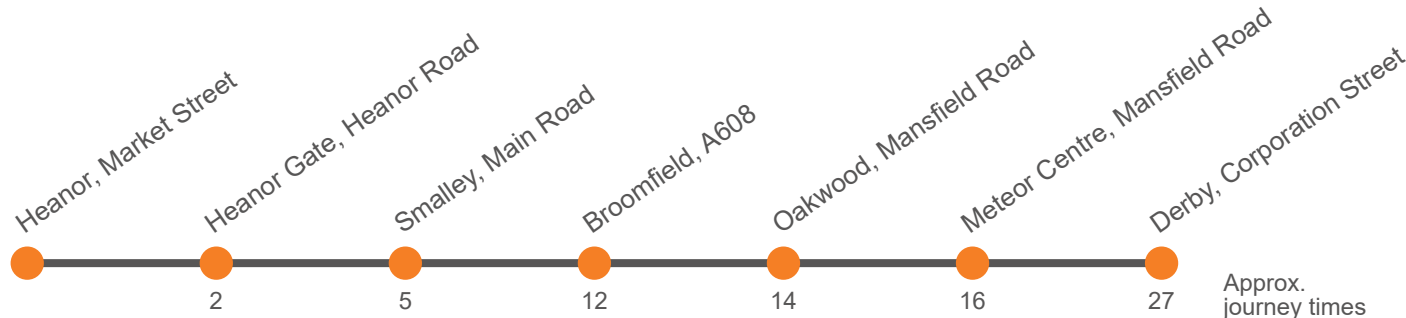 Heanor, Market Street
Heanor Gate, Heanor Road
Smalley, Main Road
Broomfield, A608
Oakwood, Mansfield Road
Meteor Centre, Mansfield Road
Derby, Corporation Street
2
5
12
14
16
27
Approx.
journey times